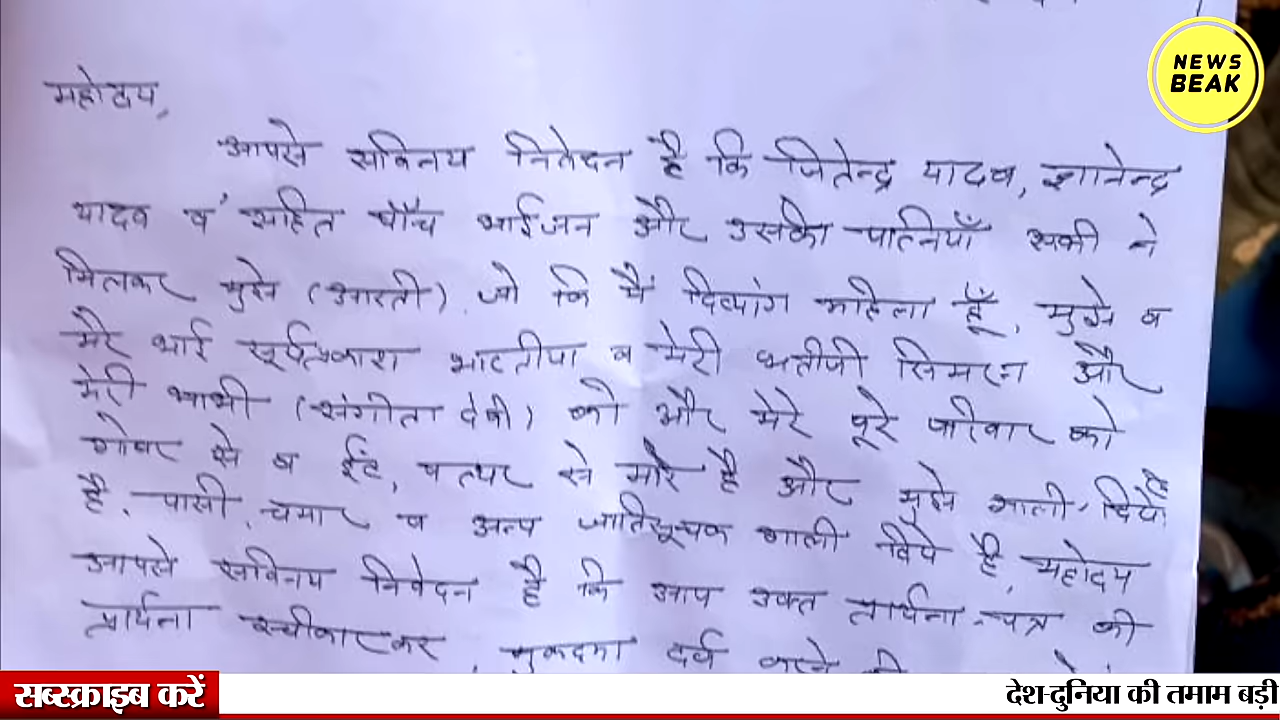 NEWS
BEAK
महोदय,
आपसे सविनय निवेदन है कि जितेन्द्र यादव, ज्ञानेन्द्र
यादव व सहित पाँच भाईजन और उसकी पत्नियाँ सभी ने
मिलकर मुझे (आरती), जो कि मैं दिव्यांग महिला हूँ, मुझे व
मेरे भाई सूर्यप्रकाश भारतीया व मेरी भतीजी सिमरन और
मेरी भाभी (संगीता देवी) को और मेरे पूरे परिवार को
गोबर से व ईंट, पत्थर से मारे है और मुझे गाली दिये
है, पासी, चमार व अन्य जातिसूचक गाली दिये है, महोदय
आपसे सविनय निवेदन है कि आप उक्त प्रार्थना-पत्र की
प्रार्थना स्वीकारकर, मुकदमा दर्ज करने की
सब्स्क्राइब करें
देश-दुनिया की तमाम बड़ी